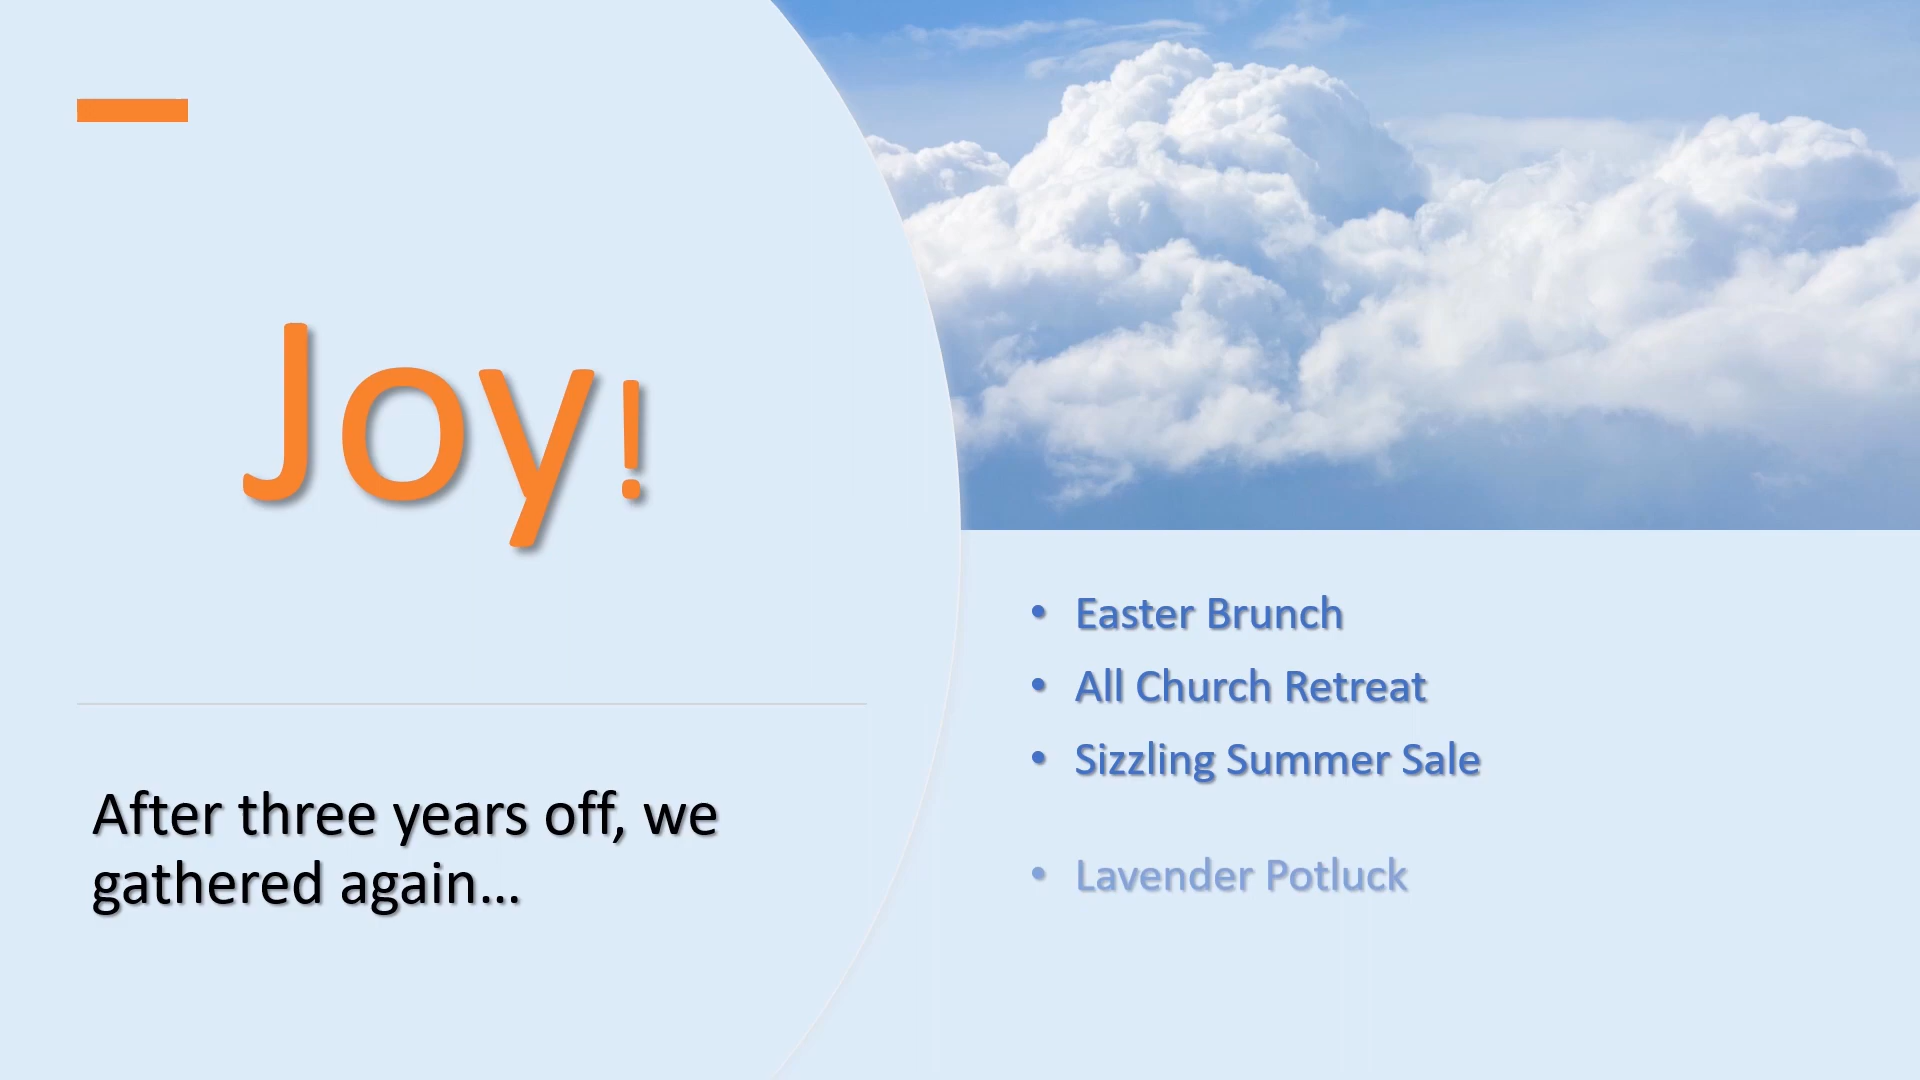 Joy!
After three years off, we
gathered again...
• Easter Brunch
• All Church Retreat
• Sizzling Summer Sale
• Lavender Potluck